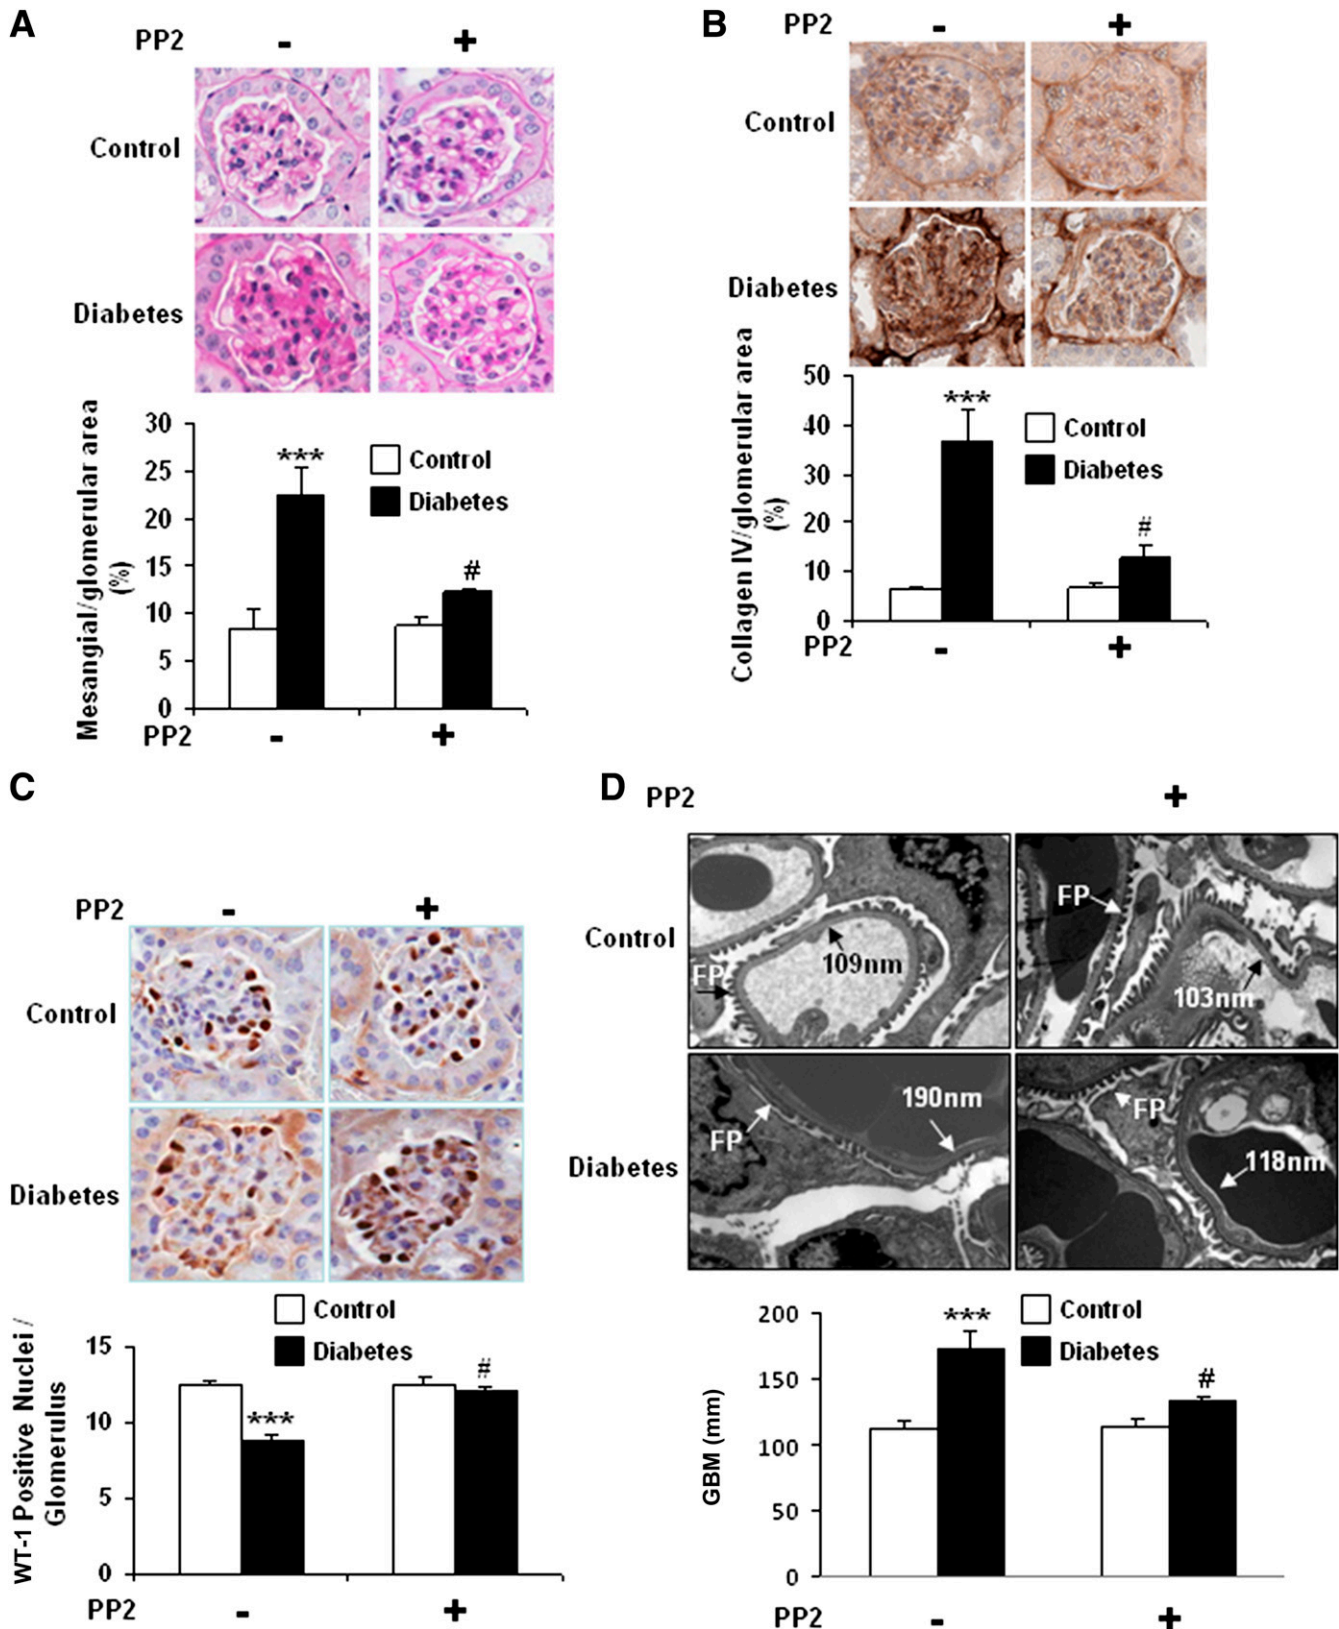 A
PP2 - +
Control
Diabetes
Mesangial/glomerular area
(%)
30
25
20
15
10
5
0
***
#
Control
Diabetes
PP2 - +
B
PP2 - +
Control
Diabetes
Collagen IV/glomerular area
(%)
50
40
30
20
10
0
***
#
Control
Diabetes
PP2 - +
C
PP2 - +
Control
Diabetes
WT-1 Positive Nuclei /
Glomerulus
15
10
5
0
***
#
Control
Diabetes
PP2 - +
D
PP2 +
Control
FP
109nm
FP
103nm
Diabetes
FP
190nm
FP
118nm
GBM (mm)
200
150
100
50
0
***
#
Control
Diabetes
PP2 - +